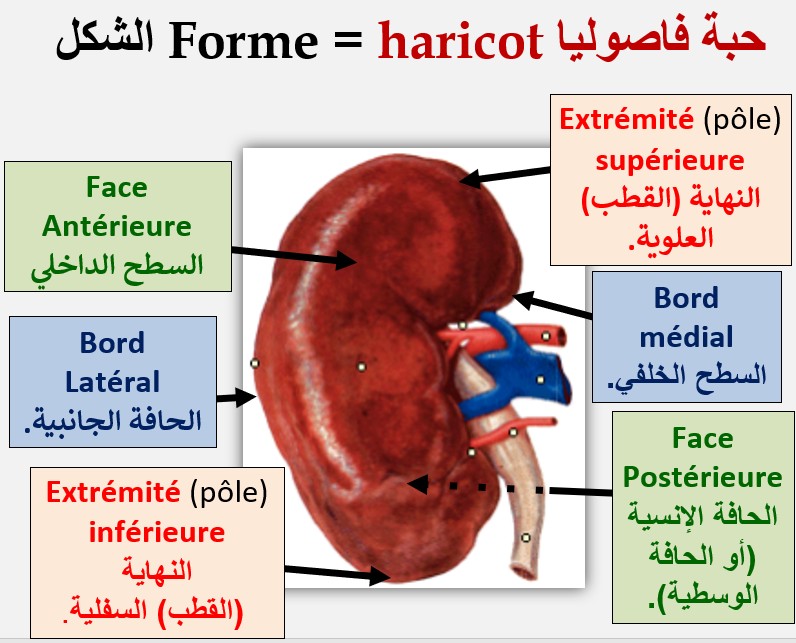 الشكل Forme = haricot حبة فاصوليا
Extrémité (pôle)
supérieure
النهاية (القطب)
العلوية.
Face
Antérieure
السطح الداخلي
Bord
médial
السطح الخلفي.
Bord
Latéral
الحافة الجانبية.
Face
Postérieure
الحافة الإنسية
(أو الحافة
الوسطية).
Extrémité (pôle)
inférieure
النهاية
(القطب) السفلية.